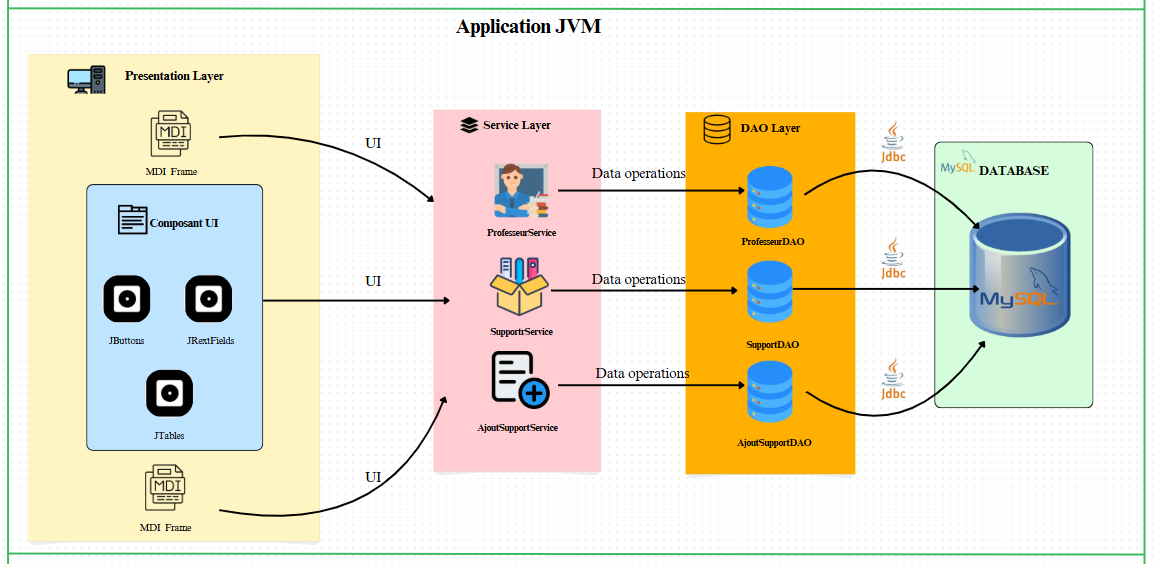 Application JVM
Presentation Layer
MDI
MDI Frame
Composant UI
JButtons
JRextFields
JTables
MDI
MDI Frame
UI
UI
UI
Service Layer
ProfesseurService
SupportrService
AjoutSupportService
Data operations
Data operations
Data operations
DAO Layer
ProfesseurDAO
SupportDAO
AjoutSupportDAO
Jdbc
Jdbc
Jdbc
MySQL DATABASE
MySQL